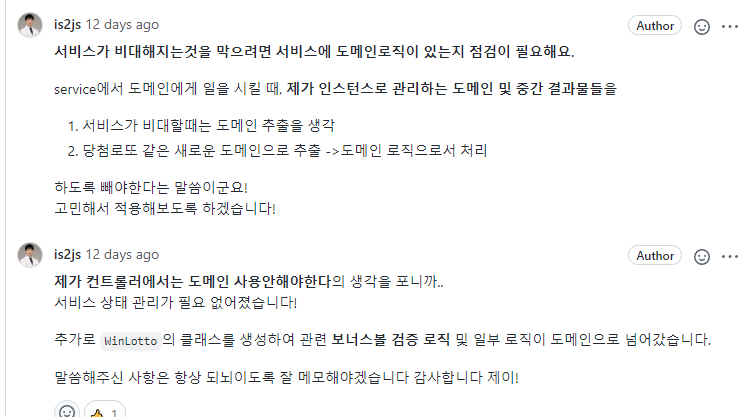 is2js 12 days ago Author
서비스가 비대해지는것을 막으려면 서비스에 도메인로직이 있는지 점검이 필요해요.
service에서 도메인에게 일을 시킬 때, 제가 인스턴스로 관리하는 도메인 및 중간 결과물들을
1. 서비스가 비대할때는 도메인 추출을 생각
2. 당첨로또 같은 새로운 도메인으로 추출 ->도메인 로직으로서 처리
하도록 빼야한다는 말씀이군요!
고민해서 적용해보도록 하겠습니다!
is2js 12 days ago Author
제가 컨트롤러에서는 도메인 사용안해야한다의 생각을 포니까..
서비스 상태 관리가 필요 없어졌습니다!
추가로 WinLotto의 클래스를 생성하여 관련 보너스볼 검증 로직 및 일부 로직이 도메인으로 넘어갔습니다.
말씀해주신 사항은 항상 되뇌이도록 잘 메모해야겠습니다 감사합니다 제이!
1